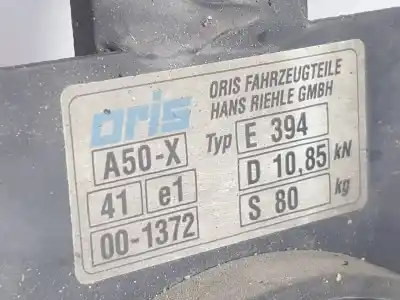 oris
ORIS FAHRZEUGTEILE
HANS RIEHLE GMBH
A50-X
Typ E 394
41 e1
D 10,85 kN
00-1372
S 80 kg